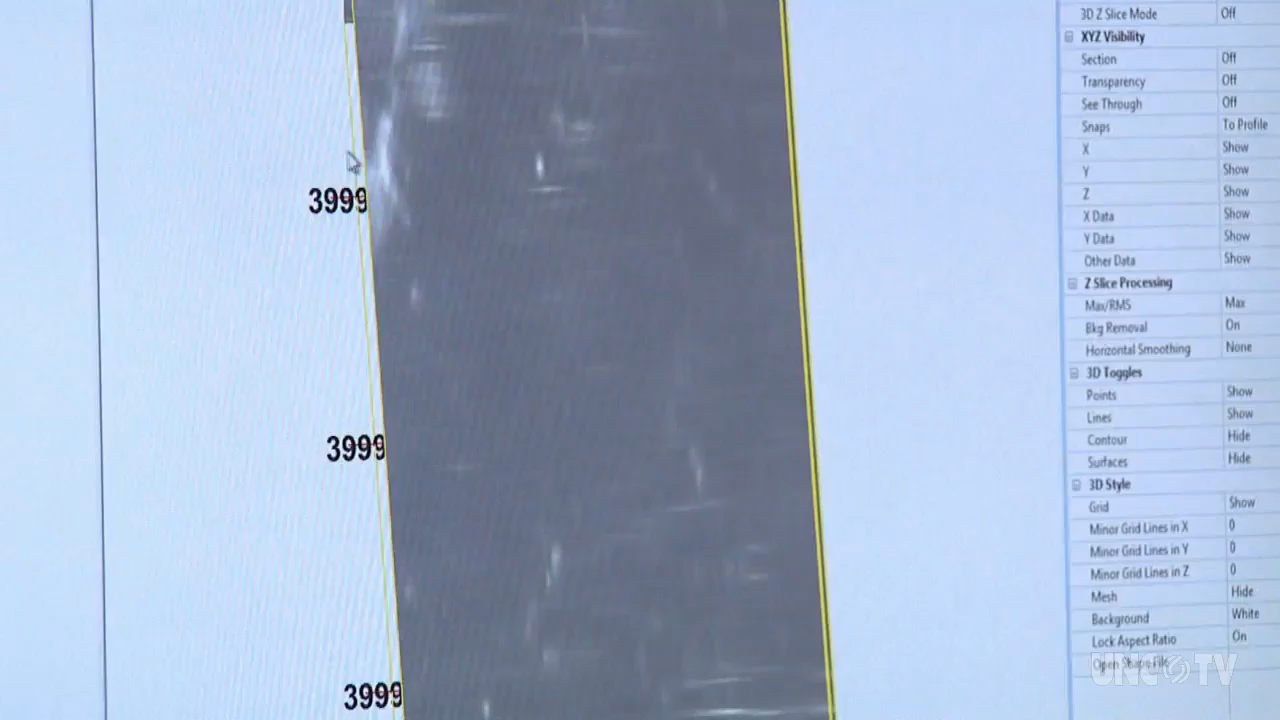 3D Z Slice Mode Off
XYZ Visibility
Section Off
Transparency Off
See Through Off
Snaps To Profile
X Show
Y Show
Z Show
X Data Show
Y Data Show
Other Data Show
Z Slice Processing
Max/RMS Max
Bkg Removal On
Horizontal Smoothing None
3D Toggles
Points Show
Lines Show
Contour Hide
Surfaces Hide
3D Style
Grid Show
Minor Grid Lines in X 0
Minor Grid Lines in Y 0
Minor Grid Lines in Z 0
Mesh Hide
Background White
Lock Aspect Ratio On
Open Shape File
UNC TV
3999
3999
3999